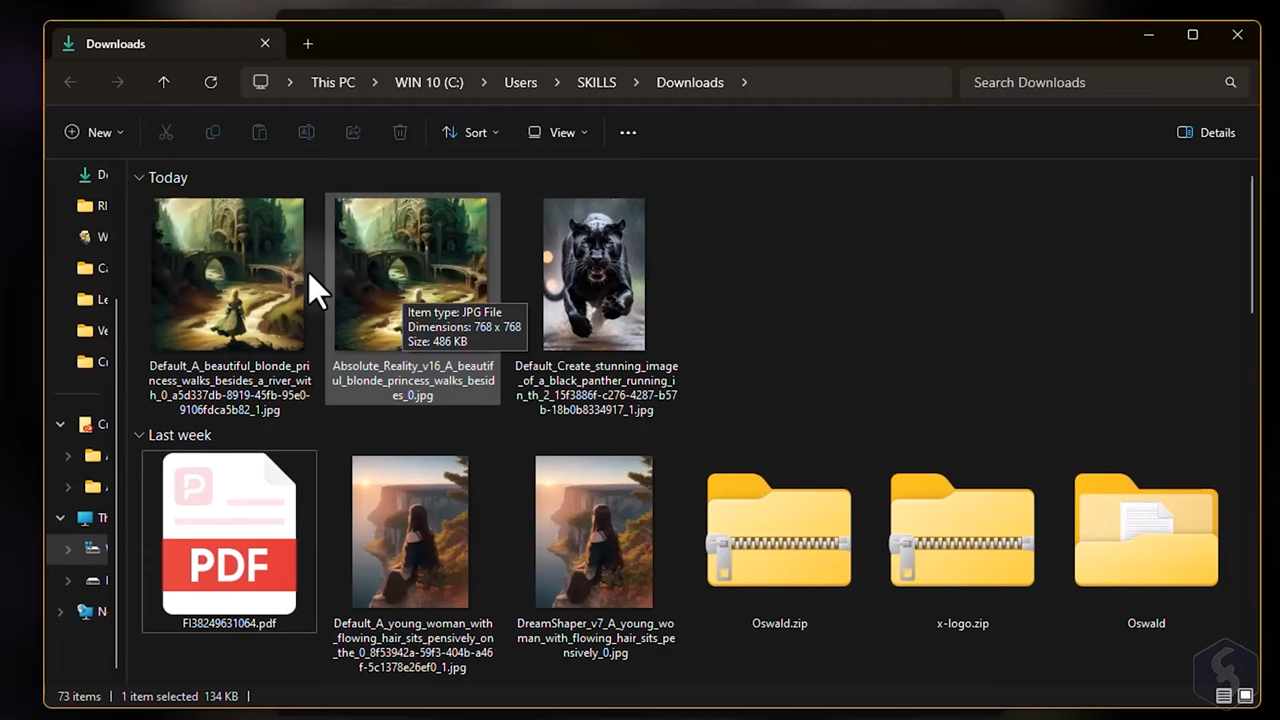 Downloads
This PC
WIN 10 (C:)
Users
SKILLS
Downloads
Search Downloads
New
Sort
View
Details
Today
Default_A_beautiful_blonde_pri
ncess_walks_besides_a_river_wit
h_0_a5d337db-8919-45fb-95e0-
9106fdca5b82_1.jpg
Absolute_Reality_v16_A_beautif
ul_blonde_princess_walks_besid
es_0.jpg
Item type: JPG File
Dimensions: 768 x 768
Size: 486 KB
Default_Create_stunning_image
_of_a_black_panther_running_i
n_th_2_15f3886f-c276-4287-b57
b-18b0b8334917_1.jpg
Last week
PDF
FI38249631064.pdf
Default_A_young_woman_with
_flowing_hair_sits_pensively_on
_the_0_8f53942a-59f3-404b-a46
f-5c1378e26ef0_1.jpg
DreamShaper_v7_A_young_wo
man_with_flowing_hair_sits_pe
nsively_0.jpg
Oswald.zip
x-logo.zip
Oswald
73 items
1 item selected 134 KB